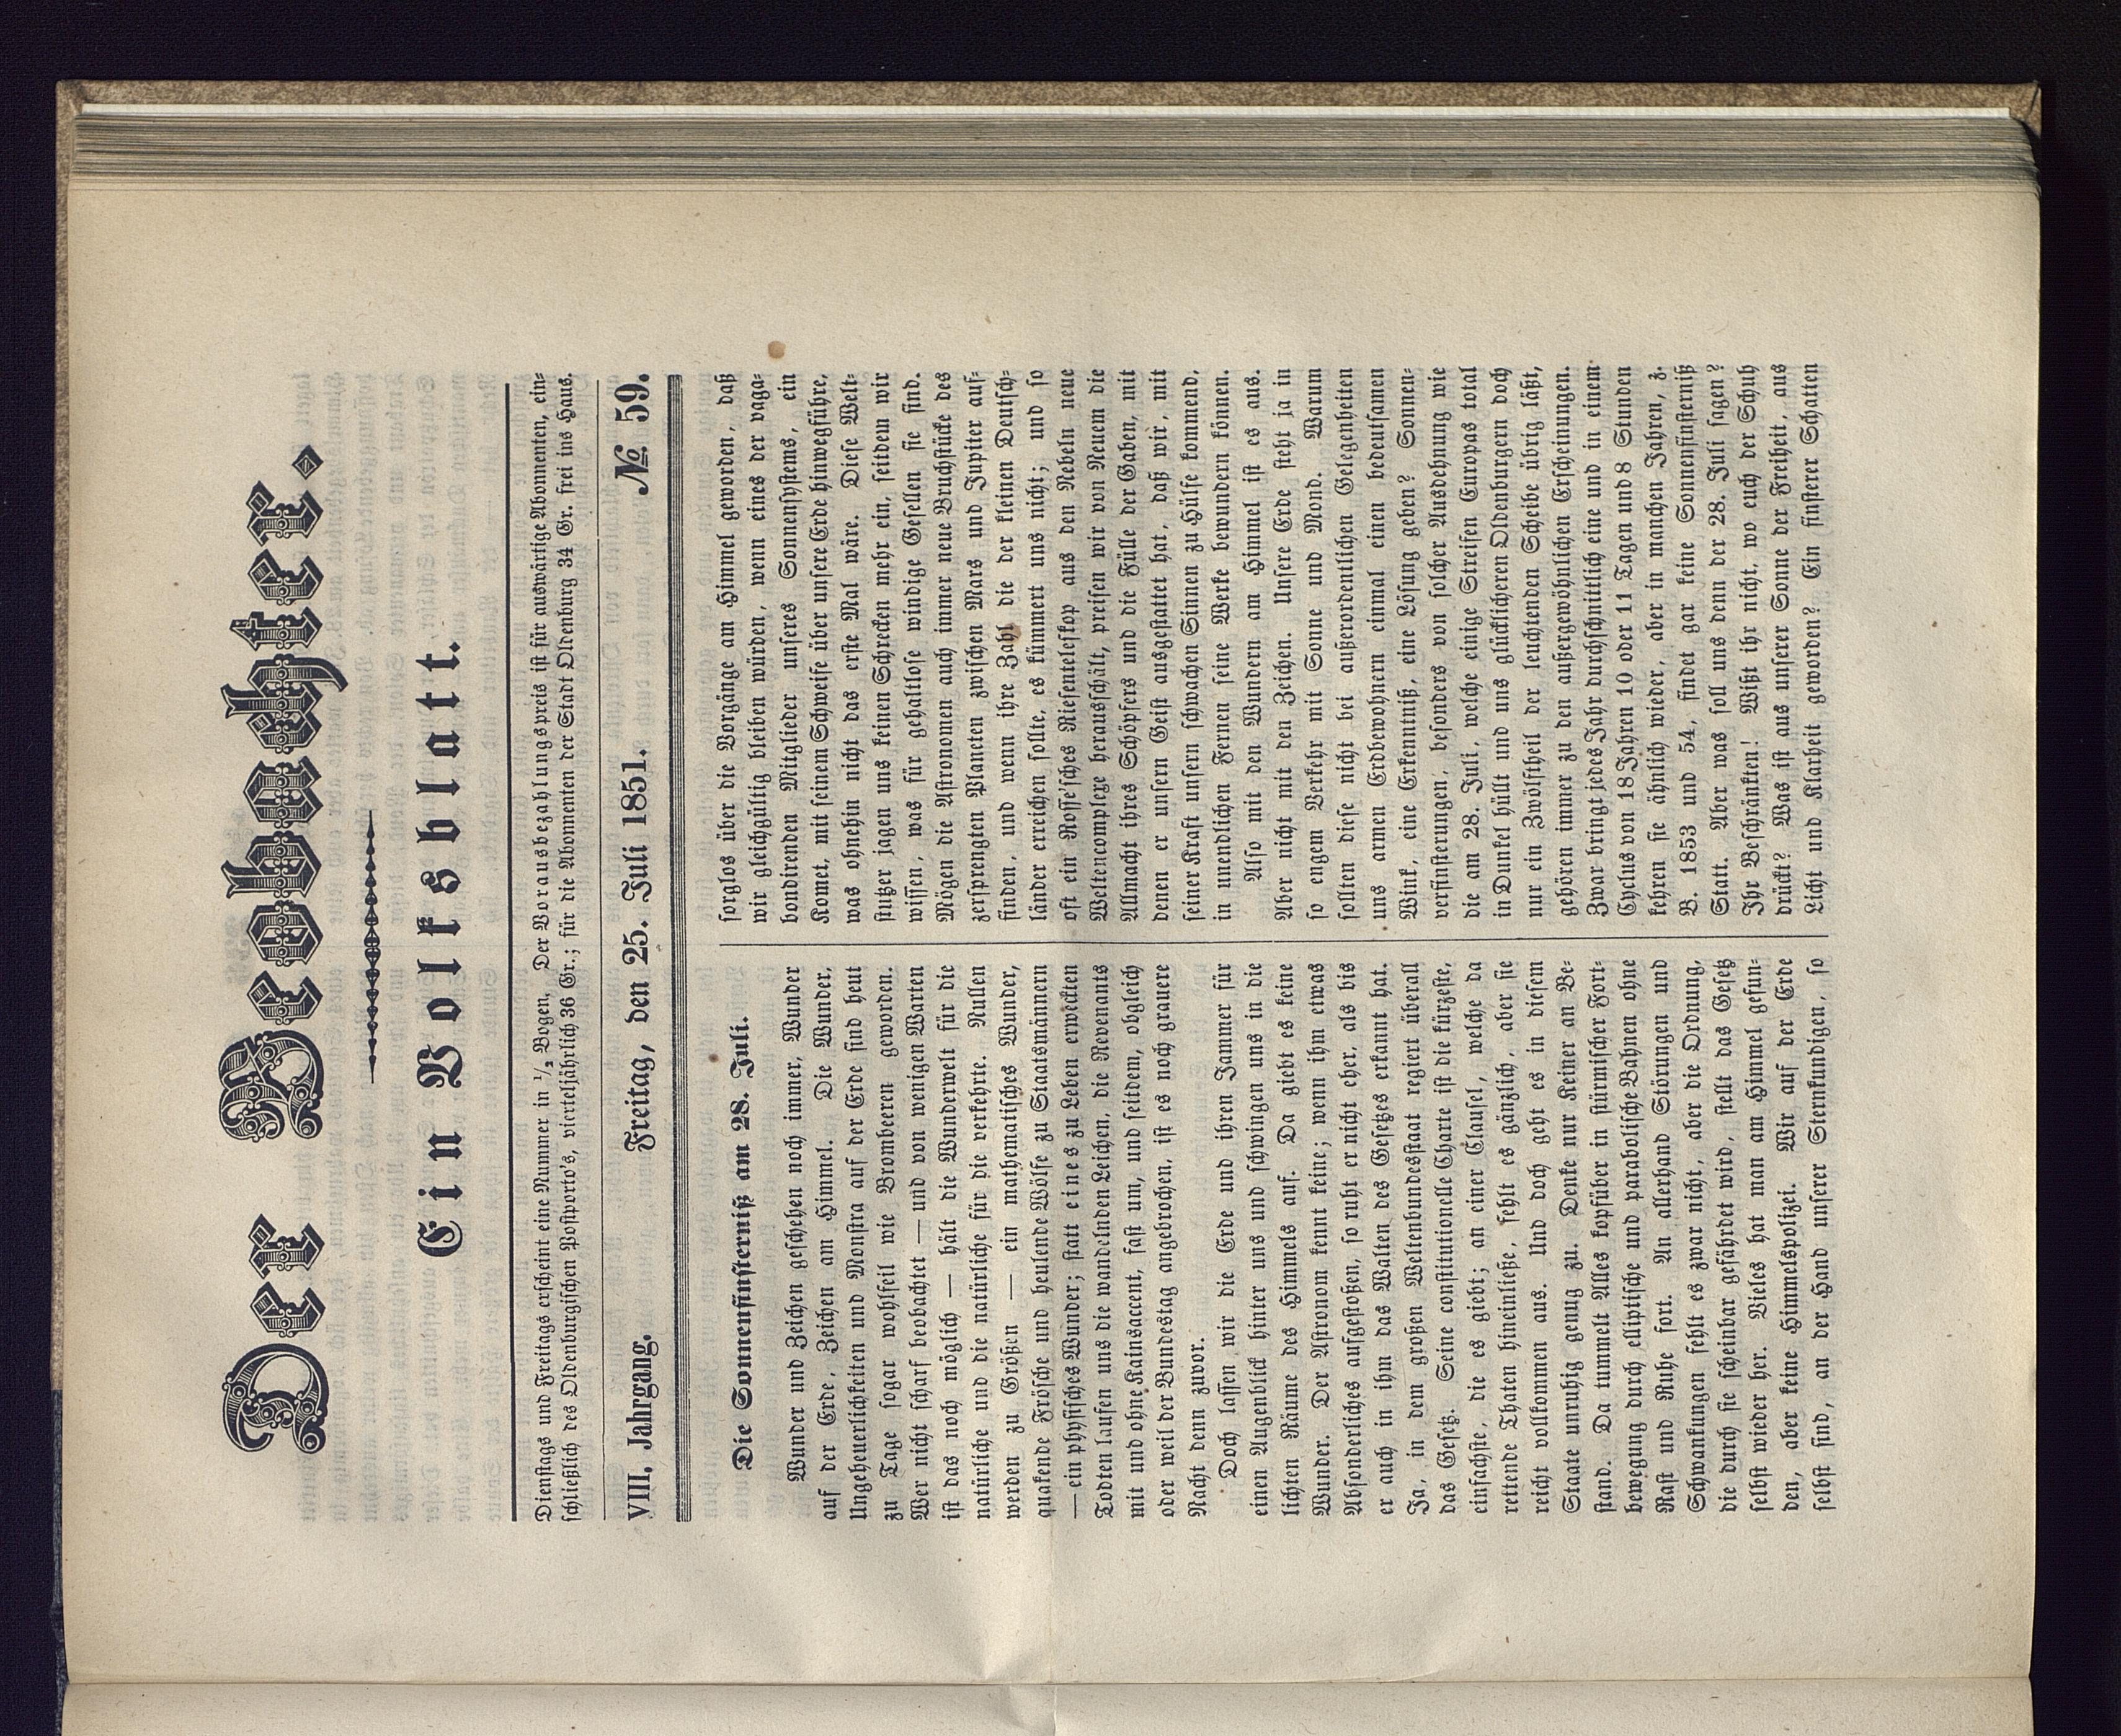 Der Beobachter.
Ein Volksblatt.
Dienstags und Freitags erscheint eine Nummer in ½ Bogen. Der Vorausbezahlungspreis ist für auswärtige Abonnenten, ein-
schließlich des Oldenburgischen Postporto's, vierteljährlich 36 Gr.; für die Abonnenten der Stadt Oldenburg 34 Gr. frei ins Haus.
VIII. Jahrgang. Freitag, den 25. Juli 1851. № 59.
Die Sonnenfinsterniß am 28. Juli.
Wunder und Zeichen geschehen noch immer, Wunder
auf der Erde, Zeichen am Himmel. Die Wunder,
Ungeheuerlichkeiten und Monstra auf der Erde sind heut
zu Tage sogar wohlfeil wie Brombeeren geworden.
Wer nicht scharf beobachtet — und von wenigen Warten
ist das noch möglich — hält die Wunderwelt für die
natürliche und die natürliche für die verkehrte. Nullen
werden zu Größen — ein mathematisches Wunder,
quakende Frösche und heulende Wölfe zu Staatsmännern
— ein physisches Wunder; statt eines zu Leben erweckten
Todten laufen uns die wandelnden Leichen, die Revenants
mit und ohne Kainsaccent, fast um, und seitdem, obgleich
oder weil der Bundestag angebrochen, ist es noch grauere
Nacht denn zuvor.
Doch lassen wir die Erde und ihren Jammer für
einen Augenblick hinter uns und schwingen uns in die
lichten Räume des Himmels auf. Da giebt es keine
Wunder. Der Astronom kennt keine; wenn ihm etwas
Absonderliches aufgestoßen, so ruht er nicht eher, als bis
er auch in ihm das Walten des Gesetzes erkannt hat.
Ja, in dem großen Weltenbundesstaat regiert überall
das Gesetz. Seine constitutionelle Charte ist die kürzeste,
einfachste, die es giebt; an einer Clausel, welche da
rettende Thaten hineinließe, fehlt es gänzlich, aber sie
reicht vollkommen aus. Und doch geht es in diesem
Staate unruhig genug zu. Denke nur Keiner an Be-
stand. Da tummelt Alles kopfüber in stürmischer Fort-
bewegung durch elliptische und parabolische Bahnen ohne
Rast und Ruhe fort. An allerhand Störungen und
Schwankungen fehlt es zwar nicht, aber die Ordnung,
die durch sie scheinbar gefährdet wird, stellt das Gesetz
selbst wieder her. Vieles hat man am Himmel gefun-
den, aber keine Himmelspolizei. Wir auf der Erde
selbst sind, an der Hand unserer Sternkundigen, so
sorglos über die Vorgänge am Himmel geworden, daß
wir gleichgültig bleiben würden, wenn eines der vaga-
bondirenden Mitglieder unseres Sonnensystems, ein
Komet, mit seinem Schweife über unsere Erde hinwegführe,
was ohnehin nicht das erste Mal wäre. Diese Welt-
stutzer jagen uns keinen Schrecken mehr ein, seitdem wir
wissen, was für gehaltlose windige Gesellen sie sind.
Mögen die Astronomen auch immer neue Bruchstücke des
zersprengten Planeten zwischen Mars und Jupiter auf-
finden, und wenn ihre Zahl die der kleinen Deutsch-
länder erreichen sollte, es kümmert uns nicht; und so
oft ein Rosse'sches Riesenteleskop aus den Nebeln neue
Weltencomplexe herausschält, preisen wir von Neuem die
Allmacht ihres Schöpfers und die Fülle der Gaben, mit
denen er unsern Geist ausgestattet hat, daß wir, mit
seiner Kraft unsern schwachen Sinnen zu Hülfe kommend,
in unendlichen Fernen seine Werke bewundern können.
Also mit den Wundern am Himmel ist es aus.
Aber nicht mit den Zeichen. Unsere Erde steht ja in
so engem Verkehr mit Sonne und Mond. Warum
sollten diese nicht bei außerordentlichen Gelegenheiten
uns armen Erdbewohnern einmal einen bedeutsamen
Wink, eine Erkenntniß, eine Lösung geben? Sonnen-
verfinsterungen, besonders von solcher Ausdehnung wie
die am 28. Juli, welche einige Streifen Europas total
in Dunkel hüllt und uns glücklicheren Oldenburgern doch
nur ein Zwölftheil der leuchtenden Scheibe übrig läßt,
gehören immer zu den außergewöhnlichen Erscheinungen.
Zwar bringt jedes Jahr durchschnittlich eine und in einem
Cyclus von 18 Jahren 10 oder 11 Tagen und 8 Stunden
kehren sie ähnlich wieder, aber in manchen Jahren, z.
B. 1853 und 54, findet gar keine Sonnenfinsterniß
Statt. Aber was soll uns denn der 28. Juli sagen?
Ihr Beschränkten! Wißt ihr nicht, wo euch der Schuh
drückt? Was ist aus unserer Sonne der Freiheit, aus
Licht und Klarheit geworden? Ein finsterer Schatten